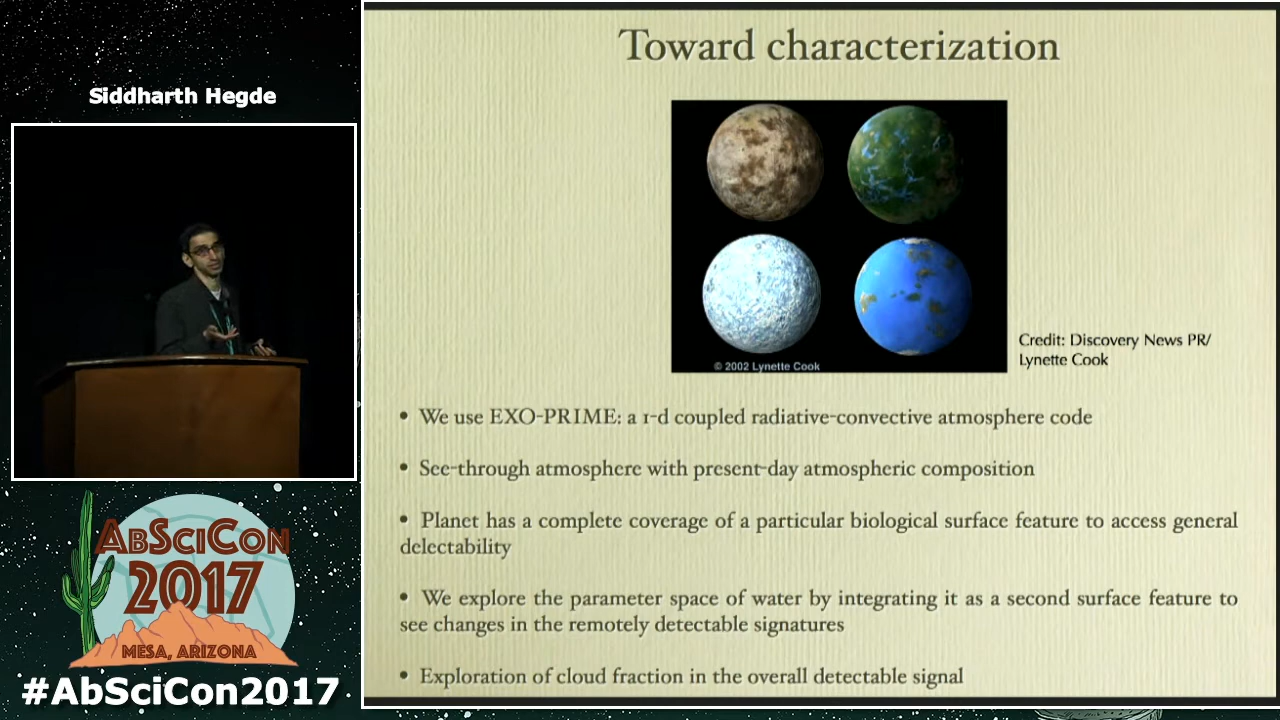 Siddharth Hegde
ABSCICON
2017
MESA, ARIZONA
#AbSciCon2017
Toward characterization
© 2002 Lynette Cook
Credit: Discovery News PR/
Lynette Cook
• We use EXO-PRIME: a 1-d coupled radiative-convective atmosphere code
• See-through atmosphere with present-day atmospheric composition
• Planet has a complete coverage of a particular biological surface feature to access general
delectability
• We explore the parameter space of water by integrating it as a second surface feature to
see changes in the remotely detectable signatures
• Exploration of cloud fraction in the overall detectable signal